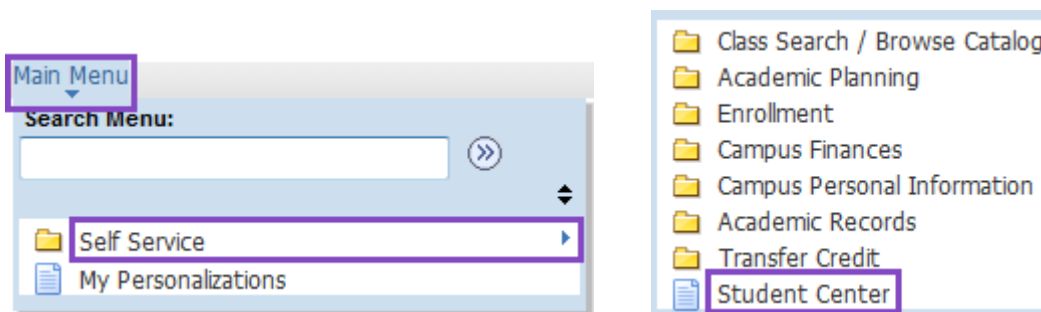 Main Menu
Search Menu:
Self Service
My Personalizations
Class Search / Browse Catalog
Academic Planning
Enrollment
Campus Finances
Campus Personal Information
Academic Records
Transfer Credit
Student Center